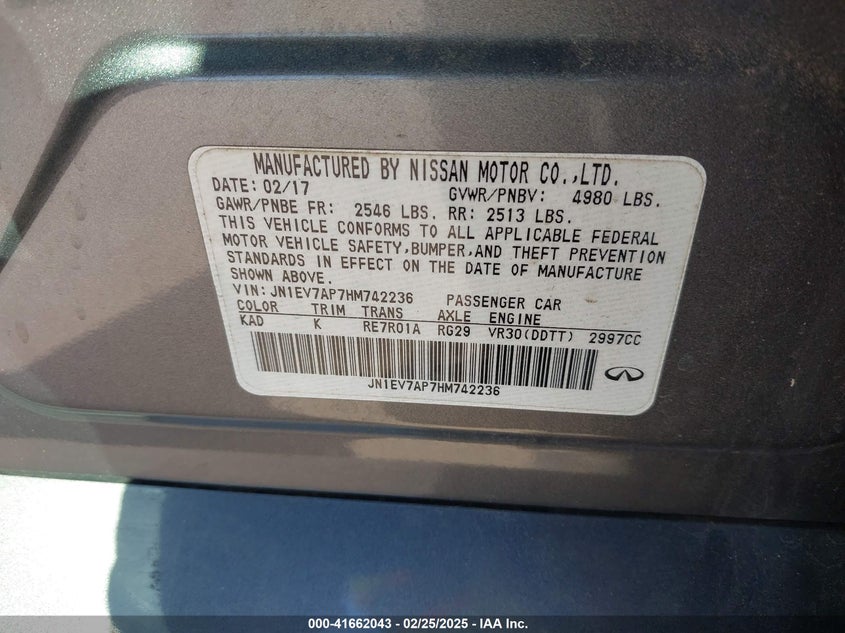 MANUFACTURED BY NISSAN MOTOR CO.,LTD.
DATE: 02/17 GVWR/PNBV: 4980 LBS.
GAWR/PNBE FR: 2546 LBS. RR: 2513 LBS.
THIS VEHICLE CONFORMS TO ALL APPLICABLE FEDERAL
MOTOR VEHICLE SAFETY,BUMPER,AND THEFT PREVENTION
STANDARDS IN EFFECT ON THE DATE OF MANUFACTURE
SHOWN ABOVE.
VIN: JN1EV7AP7HM742236 PASSENGER CAR
COLOR TRIM TRANS AXLE ENGINE
KAD K RE7R01A RG29 VR30(DDTT) 2997CC
JN1EV7AP7HM742236
000-41662043 - 02/25/2025 - IAA Inc.